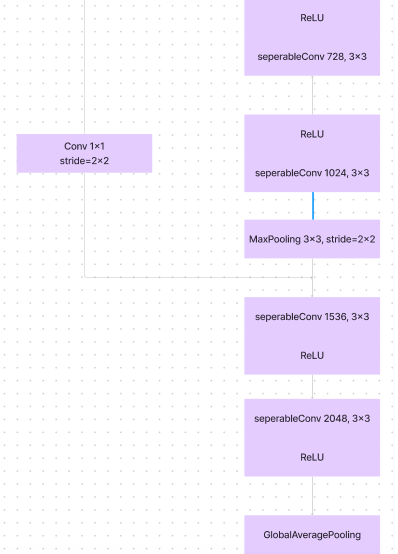 ReLU
seperableConv 728, 3×3
ReLU
seperableConv 1024, 3×3
Conv 1×1
stride=2×2
MaxPooling 3×3, stride=2×2
seperableConv 1536, 3×3
ReLU
seperableConv 2048, 3×3
ReLU
GlobalAveragePooling